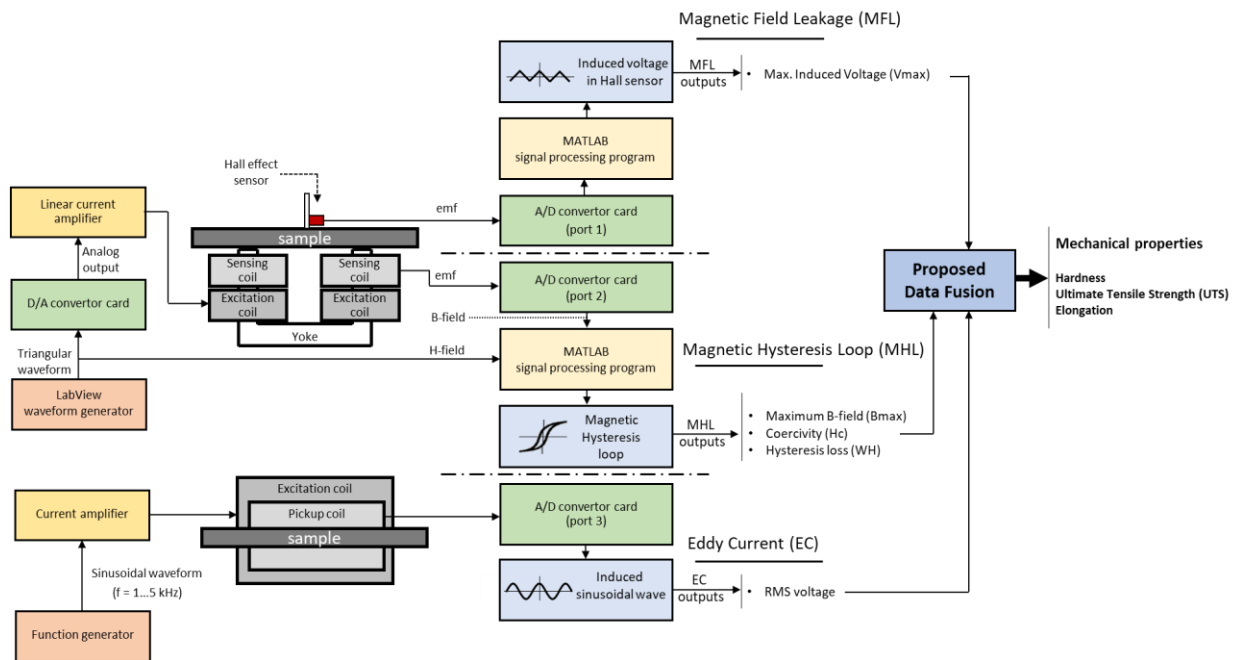 Magnetic Field Leakage (MFL)
Induced voltage
in Hall sensor
MFL
outputs
• Max. Induced Voltage (Vmax)
MATLAB
signal processing program
Hall effect
sensor
Linear current
amplifier
emf
A/D convertor card
(port 1)
sample
Analog
output
Sensing
coil
Sensing
coil
emf
A/D convertor card
(port 2)
Proposed
Data Fusion
Mechanical properties
Hardness
Ultimate Tensile Strength (UTS)
Elongation
D/A convertor card
Excitation
coil
Excitation
coil
B-field
Yoke
Triangular
waveform
H-field
MATLAB
signal processing program
Magnetic Hysteresis Loop (MHL)
LabView
waveform generator
Magnetic
Hysteresis
loop
MHL
outputs
• Maximum B-field (Bmax)
• Coercivity (Hc)
• Hysteresis loss (WH)
Excitation coil
Current amplifier
Pickup coil
A/D convertor card
(port 3)
sample
Eddy Current (EC)
Sinusoidal waveform
(f = 1...5 kHz)
Induced
sinusoidal wave
EC
outputs
• RMS voltage
Function generator